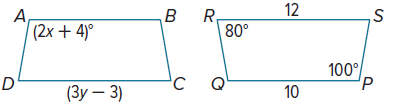 A B R 12 S
(2x + 4)° 80°
100°
D (3y – 3) C Q 10 P